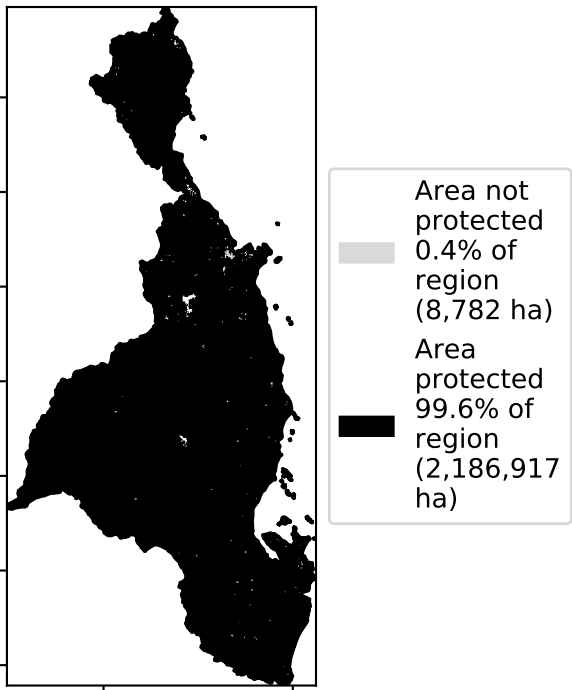 Area not
protected
0.4% of
region
(8,782 ha)
Area
protected
99.6% of
region
(2,186,917
ha)